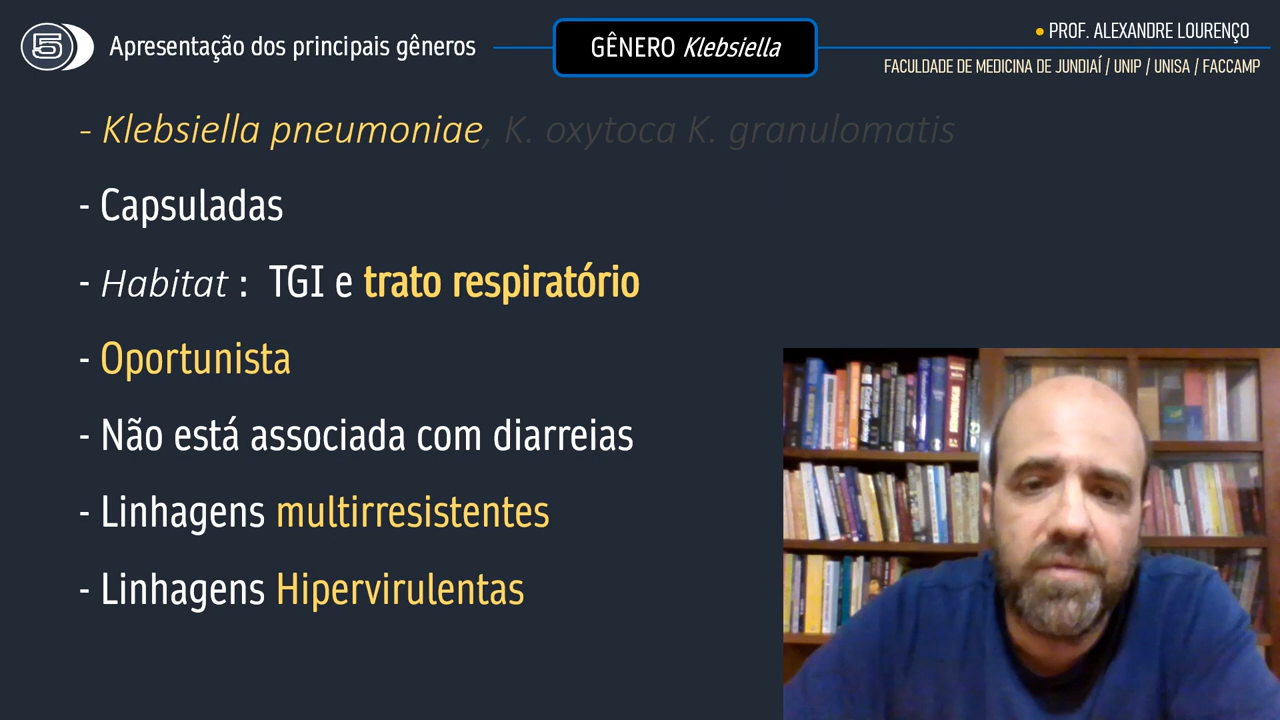 5 Apresentação dos principais gêneros
GÊNERO Klebsiella
• PROF. ALEXANDRE LOURENÇO
FACULDADE DE MEDICINA DE JUNDIAÍ / UNIP / UNISA / FACCAMP
- Klebsiella pneumoniae, K. oxytoca K. granulomatis
- Capsuladas
- Habitat : TGI e trato respiratório
- Oportunista
- Não está associada com diarreias
- Linhagens multirresistentes
- Linhagens Hipervirulentas